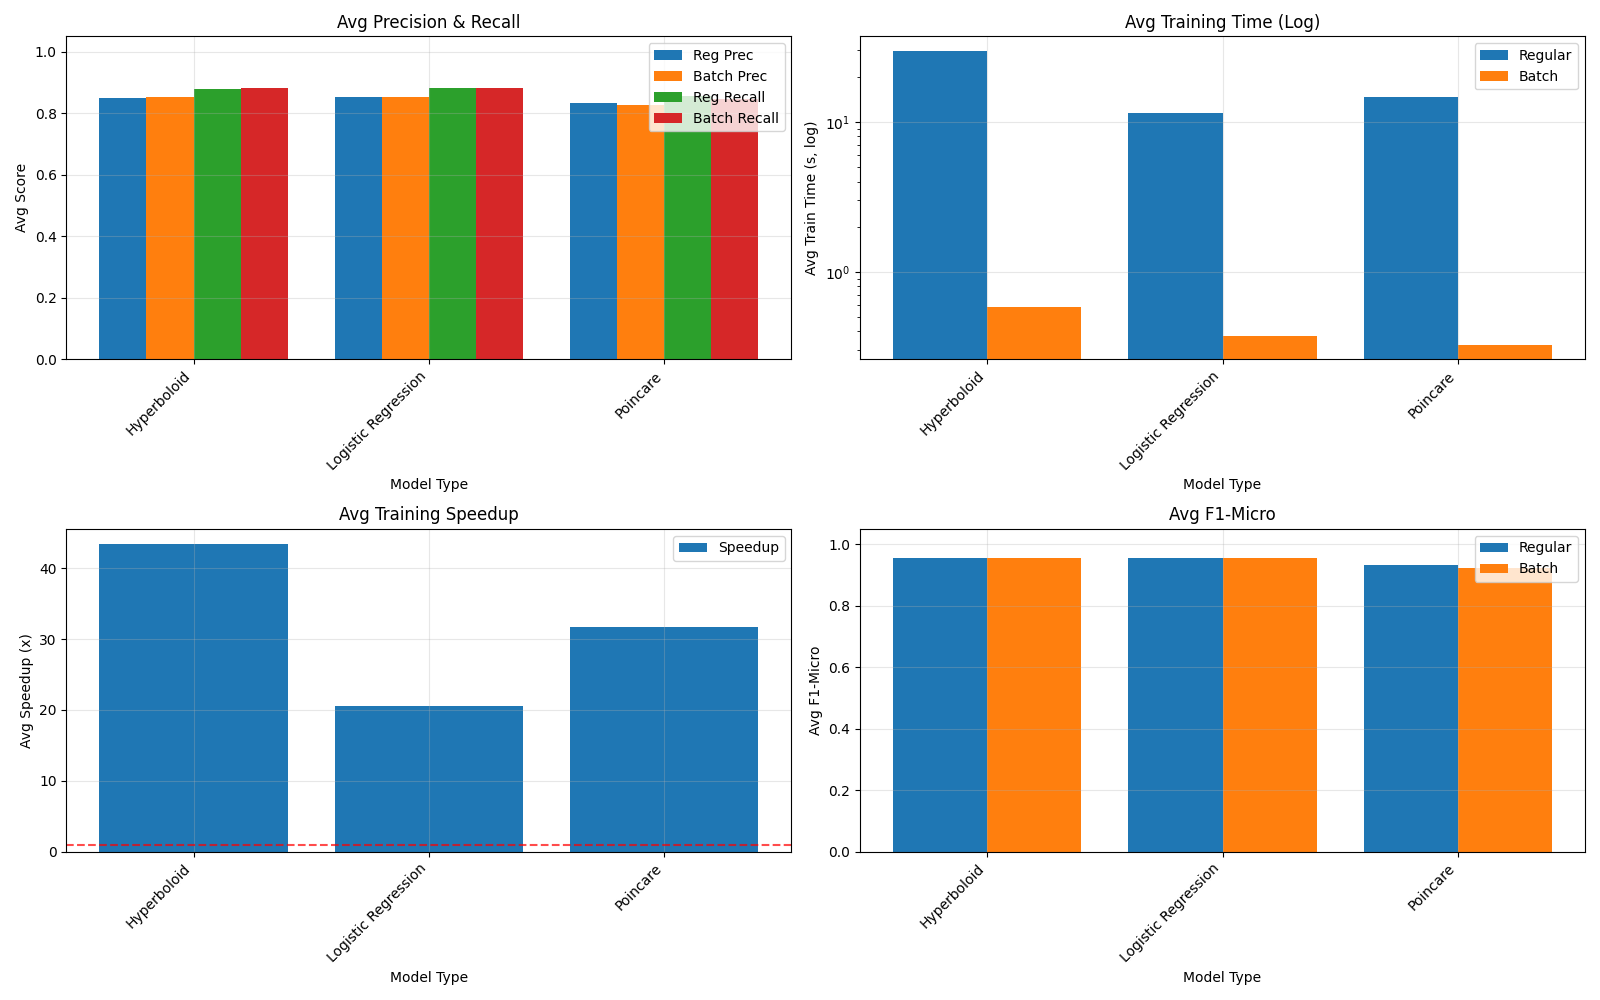 Avg Precision & Recall
Avg Score
1.0
0.8
0.6
0.4
0.2
0.0
Reg Prec
Batch Prec
Reg Recall
Batch Recall
Hyperboloid
Logistic Regression
Poincare
Model Type
Avg Training Time (Log)
Avg Train Time (s, log)
10¹
10⁰
Regular
Batch
Hyperboloid
Logistic Regression
Poincare
Model Type
Avg Training Speedup
Avg Speedup (x)
40
30
20
10
0
Speedup
Hyperboloid
Logistic Regression
Poincare
Model Type
Avg F1-Micro
Avg F1-Micro
1.0
0.8
0.6
0.4
0.2
0.0
Regular
Batch
Hyperboloid
Logistic Regression
Poincare
Model Type